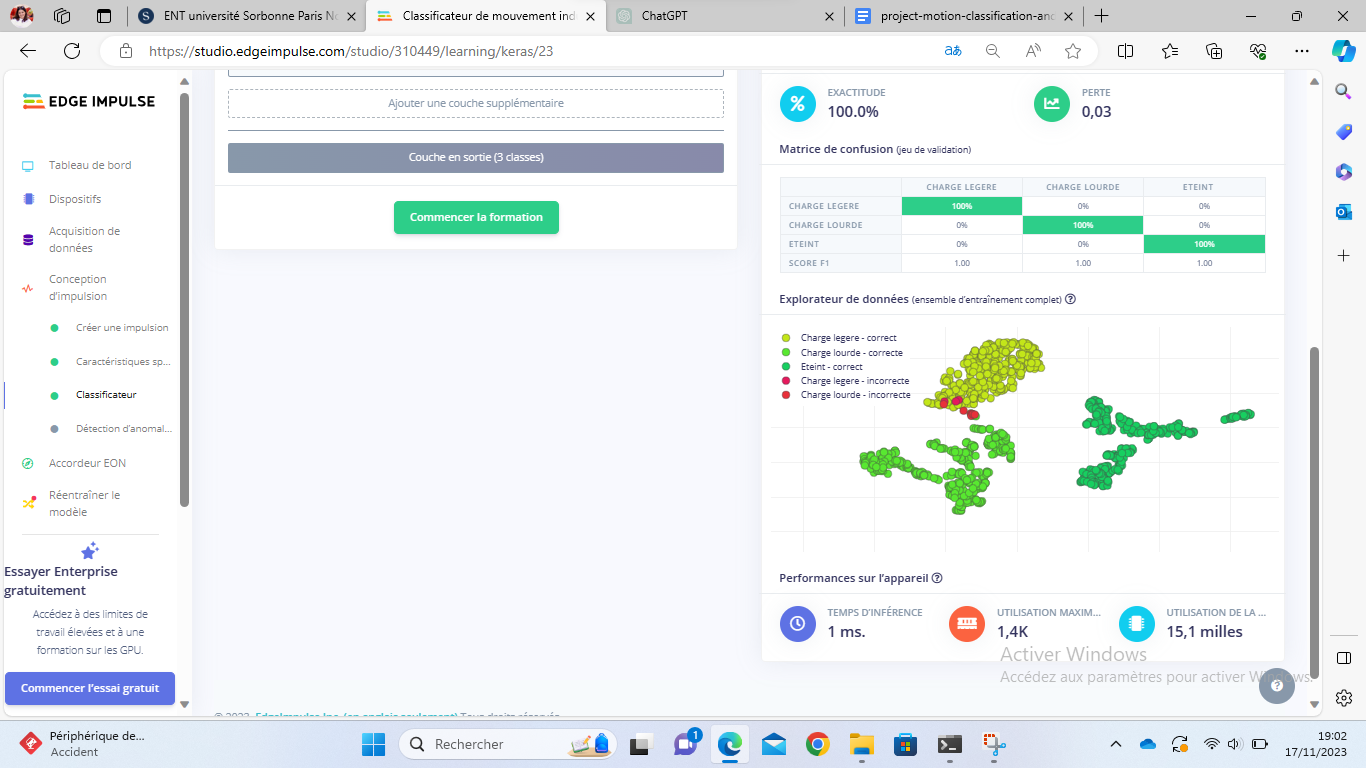 ENT université Sorbonne Paris No
Classificateur de mouvement ind
ChatGPT
project-motion-classification-and
https://studio.edgeimpulse.com/studio/310449/learning/keras/23
EDGE IMPULSE
Tableau de bord
Dispositifs
Acquisition de
données
Conception
d'impulsion
Créer une impulsion
Caractéristiques sp...
Classificateur
Détection d'anomal...
Accordeur EON
Réentraîner le
modèle
Essayer Enterprise
gratuitement
Accédez à des limites de
travail élevées et à une
formation sur les GPU.
Commencer l'essai gratuit
Ajouter une couche supplémentaire
Couche en sortie (3 classes)
Commencer la formation
EXACTITUDE
100.0%
PERTE
0,03
Matrice de confusion (jeu de validation)
CHARGE LEGERE CHARGE LOURDE ETEINT
CHARGE LEGERE 100% 0% 0%
CHARGE LOURDE 0% 100% 0%
ETEINT 0% 0% 100%
SCORE F1 1.00 1.00 1.00
Explorateur de données (ensemble d'entraînement complet)
Charge legere - correct
Charge lourde - correcte
Eteint - correct
Charge legere - incorrecte
Charge lourde - incorrecte
Performances sur l'appareil
TEMPS D'INFÉRENCE
1 ms.
UTILISATION MAXIM...
1,4K
UTILISATION DE LA ...
15,1 milles
Activer Windows
Accédez aux paramètres pour activer Windows.
© 2023 EdgeImpulse Inc. (en anglais seulement) Tous droits réservés
Périphérique de...
Accident
Rechercher
1
19:02
17/11/2023